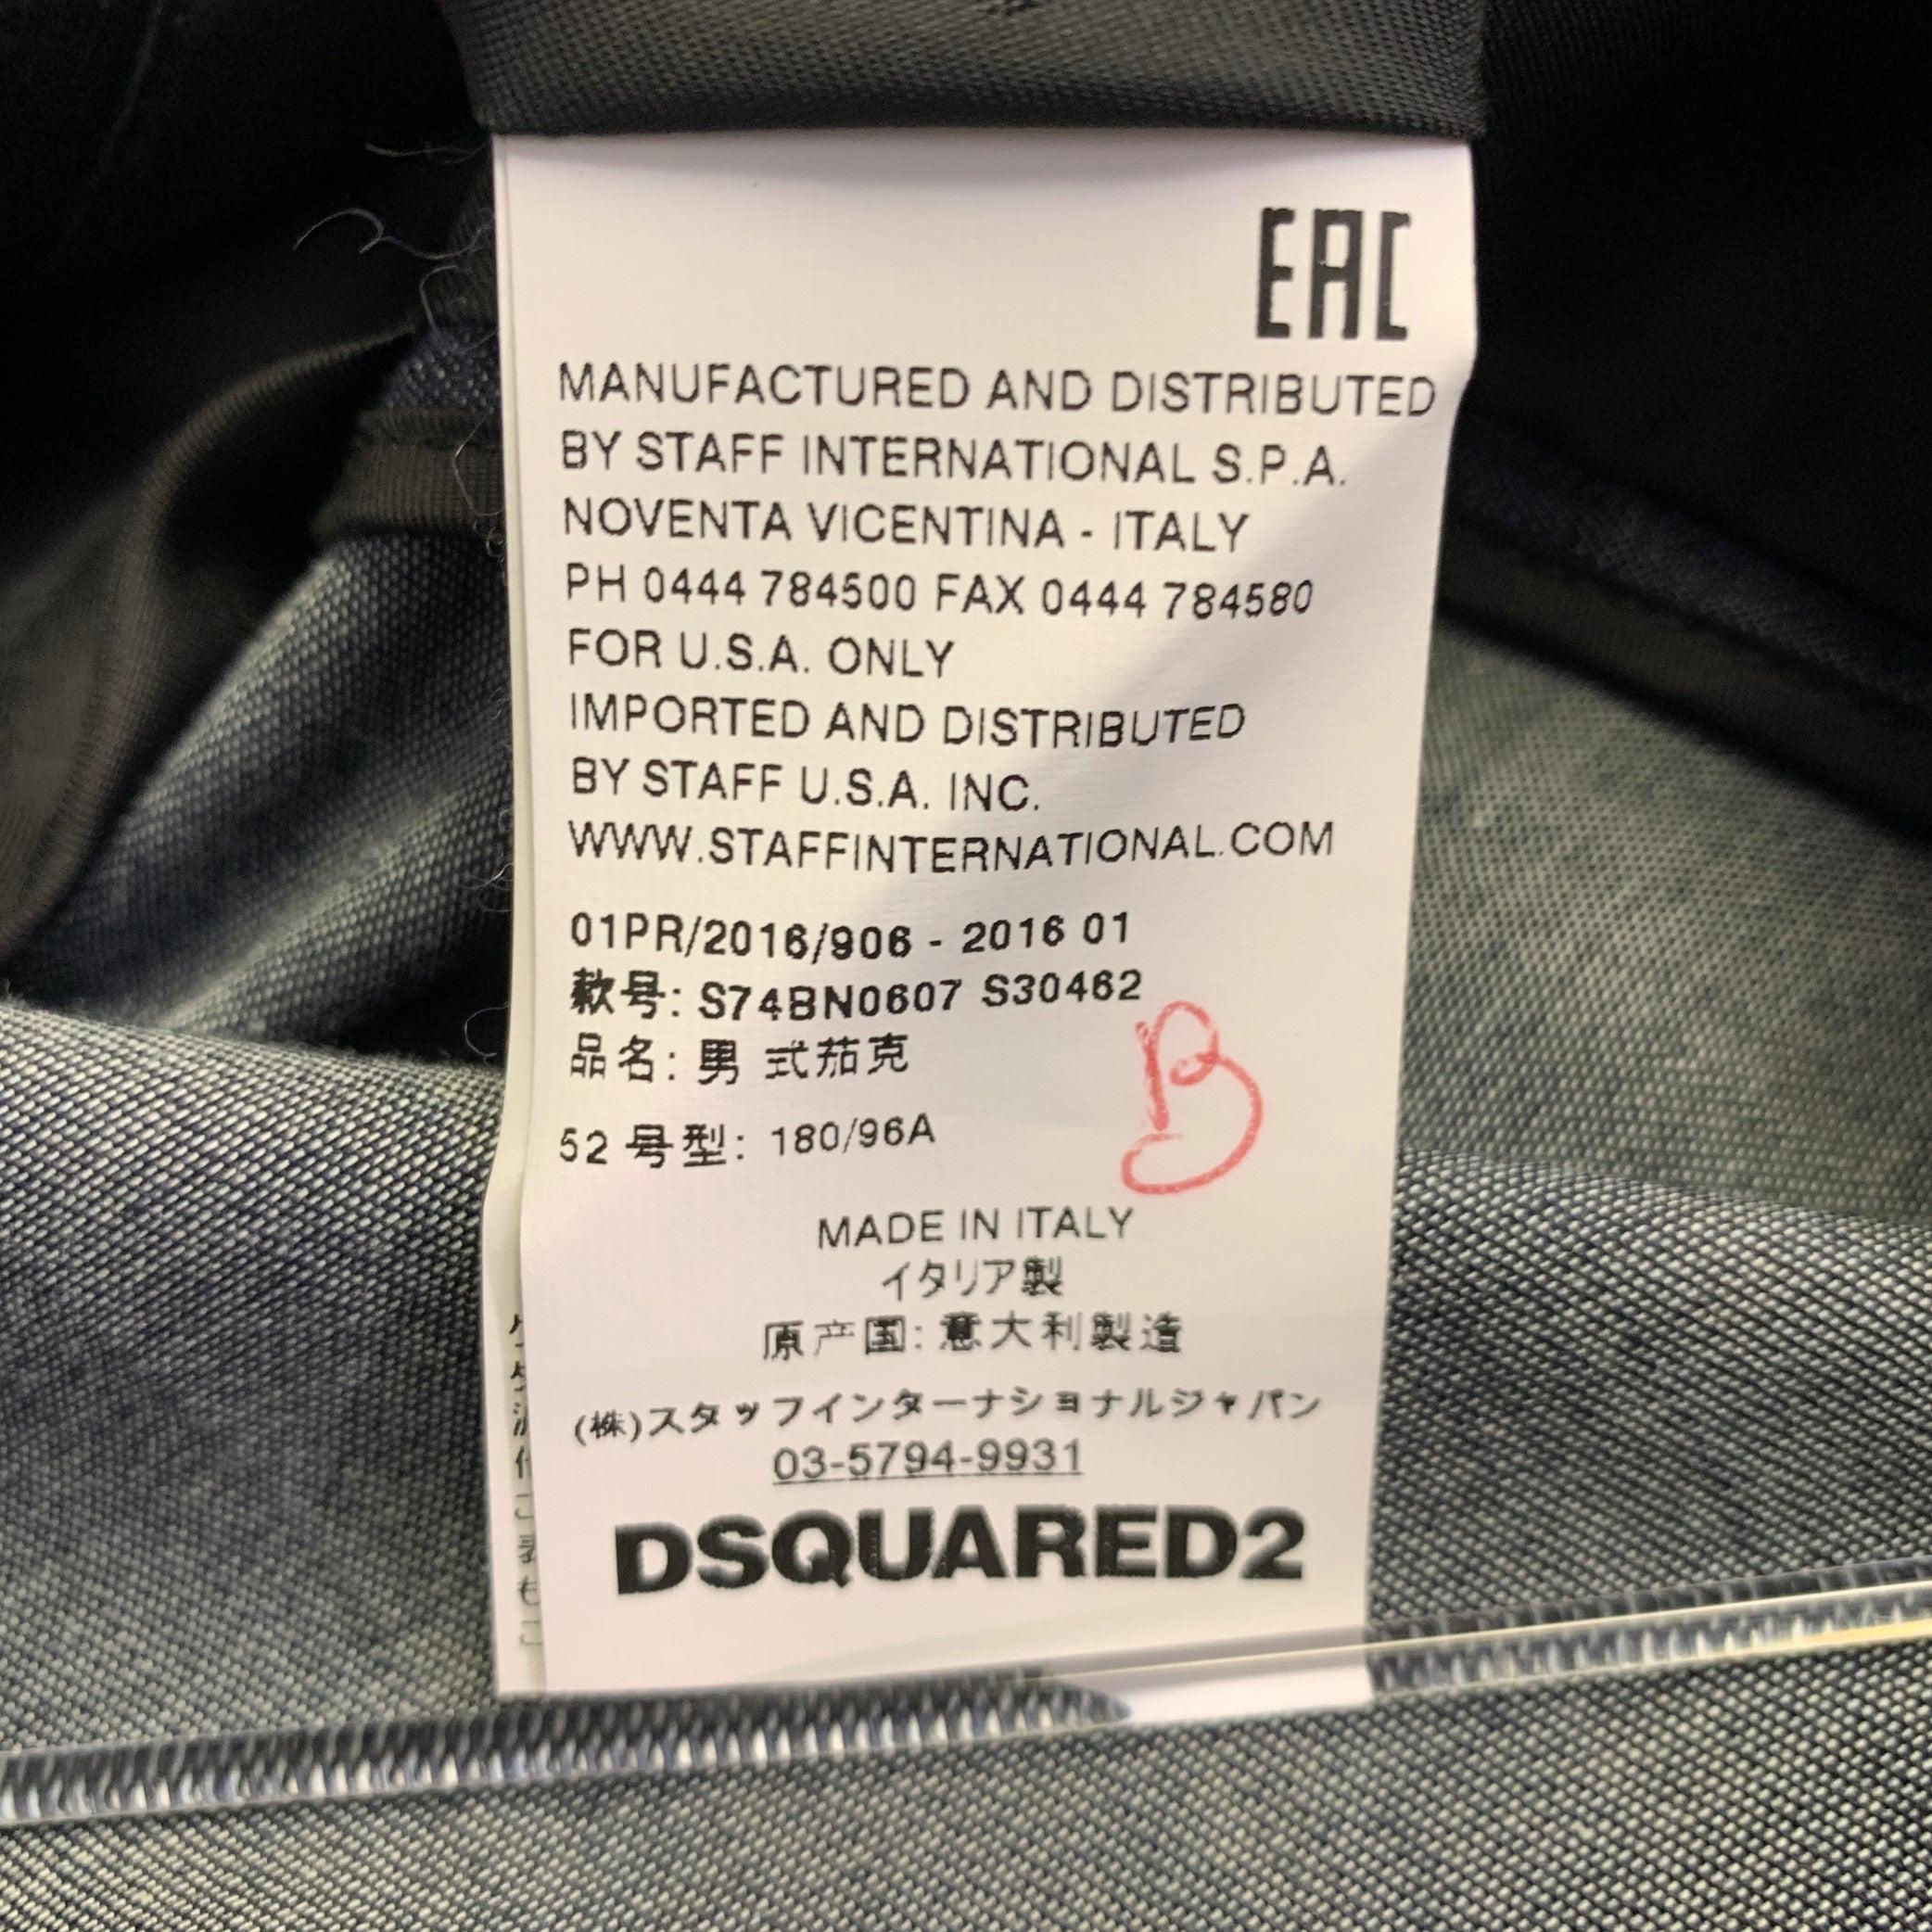 EAC
MANUFACTURED AND DISTRIBUTED
BY STAFF INTERNATIONAL S.P.A.
NOVENTA VICENTINA - ITALY
PH 0444 784500 FAX 0444 784580
FOR U.S.A. ONLY
IMPORTED AND DISTRIBUTED
BY STAFF U.S.A. INC.
WWW.STAFFINTERNATIONAL.COM
01PR/2016/906 - 2016 01
款号: S74BN0607 S30462
品名: 男 式茄克
B
52 号型: 180/96A
MADE IN ITALY
イタリア製
原产国: 意大利製造
(株)スタッフインターナショナルジャパン
03-5794-9931
DSQUARED2